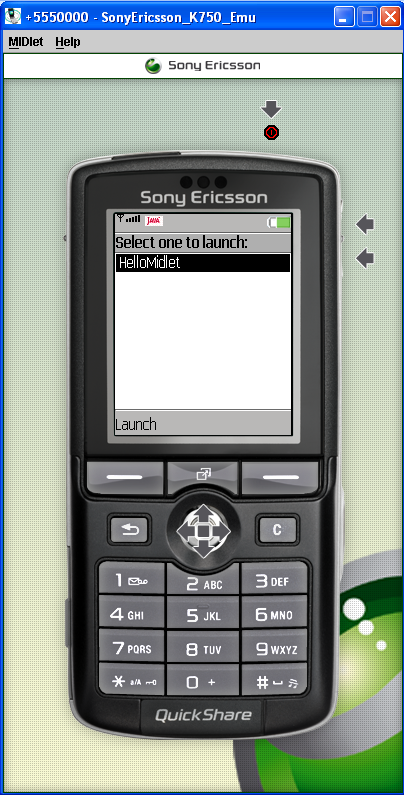 +5550000 - SonyEricsson_K750_Emu
MIDlet Help
Sony Ericsson
Sony Ericsson
JAVA
Select one to launch:
HelloMidlet
Launch
C
1 2 ABC 3 DEF
4 GHI 5 JKL 6 MNO
7 PQRS 8 TUV 9 WXYZ
* a/A 0 + #
QuickShare